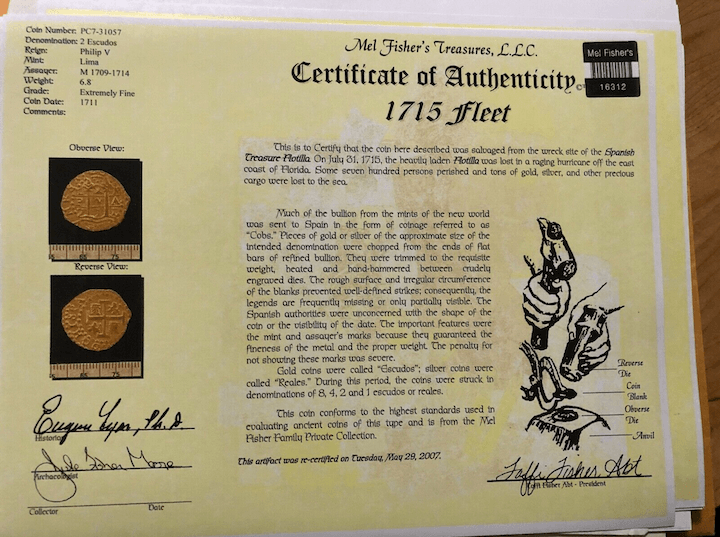 Coin Number: PC7-31057
Denomination: 2 Escudos
Reign: Philip V
Mint: Lima
Assayer: M 1709-1714
Weight: 6.8
Grade: Extremely Fine
Coin Date: 1711
Comments:
Obverse View:
65
75
Reverse View:
65
75
Historian
Archaeologist
Collector Date
Mel Fisher's Treasures, L.L.C.
Certificate of Authenticity
1715 Fleet
Mel Fisher's
16312
This is to Certify that the coin here described was salvaged from the wreck site of the Spanish
Treasure Flotilla. On July 31, 1715, the heavily laden flotilla was lost in a raging hurricane off the east
coast of Florida. Some seven hundred persons perished and tons of gold, silver, and other precious
cargo were lost to the sea.
Much of the bullion from the mints of the new world
was sent to Spain in the form of coinage referred to as
"Cobs." Pieces of gold or silver of the approximate size of the
intended denomination were chopped from the ends of flat
bars of refined bullion. They were trimmed to the requisite
weight, heated and hand-hammered between crudely
engraved dies. The rough surface and irregular circumference
of the blanks prevented well-defined strikes; consequently, the
legends are frequently missing or only partially visible. The
Spanish authorities were unconcerned with the shape of the
coin or the visibility of the date. The important features were
the mint and assayer's marks because they guaranteed the
fineness of the metal and the proper weight. The penalty for
not showing these marks was severe.
Gold coins were called "Escudos"; silver coins were
called "Reales." During this period, the coins were struck in
denominations of 8, 4, 2 and 1 escudos or reales.
This coin conforms to the highest standards used in
evaluating ancient coins of this type and is from the Mel
Fisher Family Private Collection.
This artifact was re-certified on Tuesday, May 29, 2007.
Reverse
Die
Coin
Blank
Obverse
Die
Anvil
Taffi Fisher Abt
Taffi Fisher Abt - President